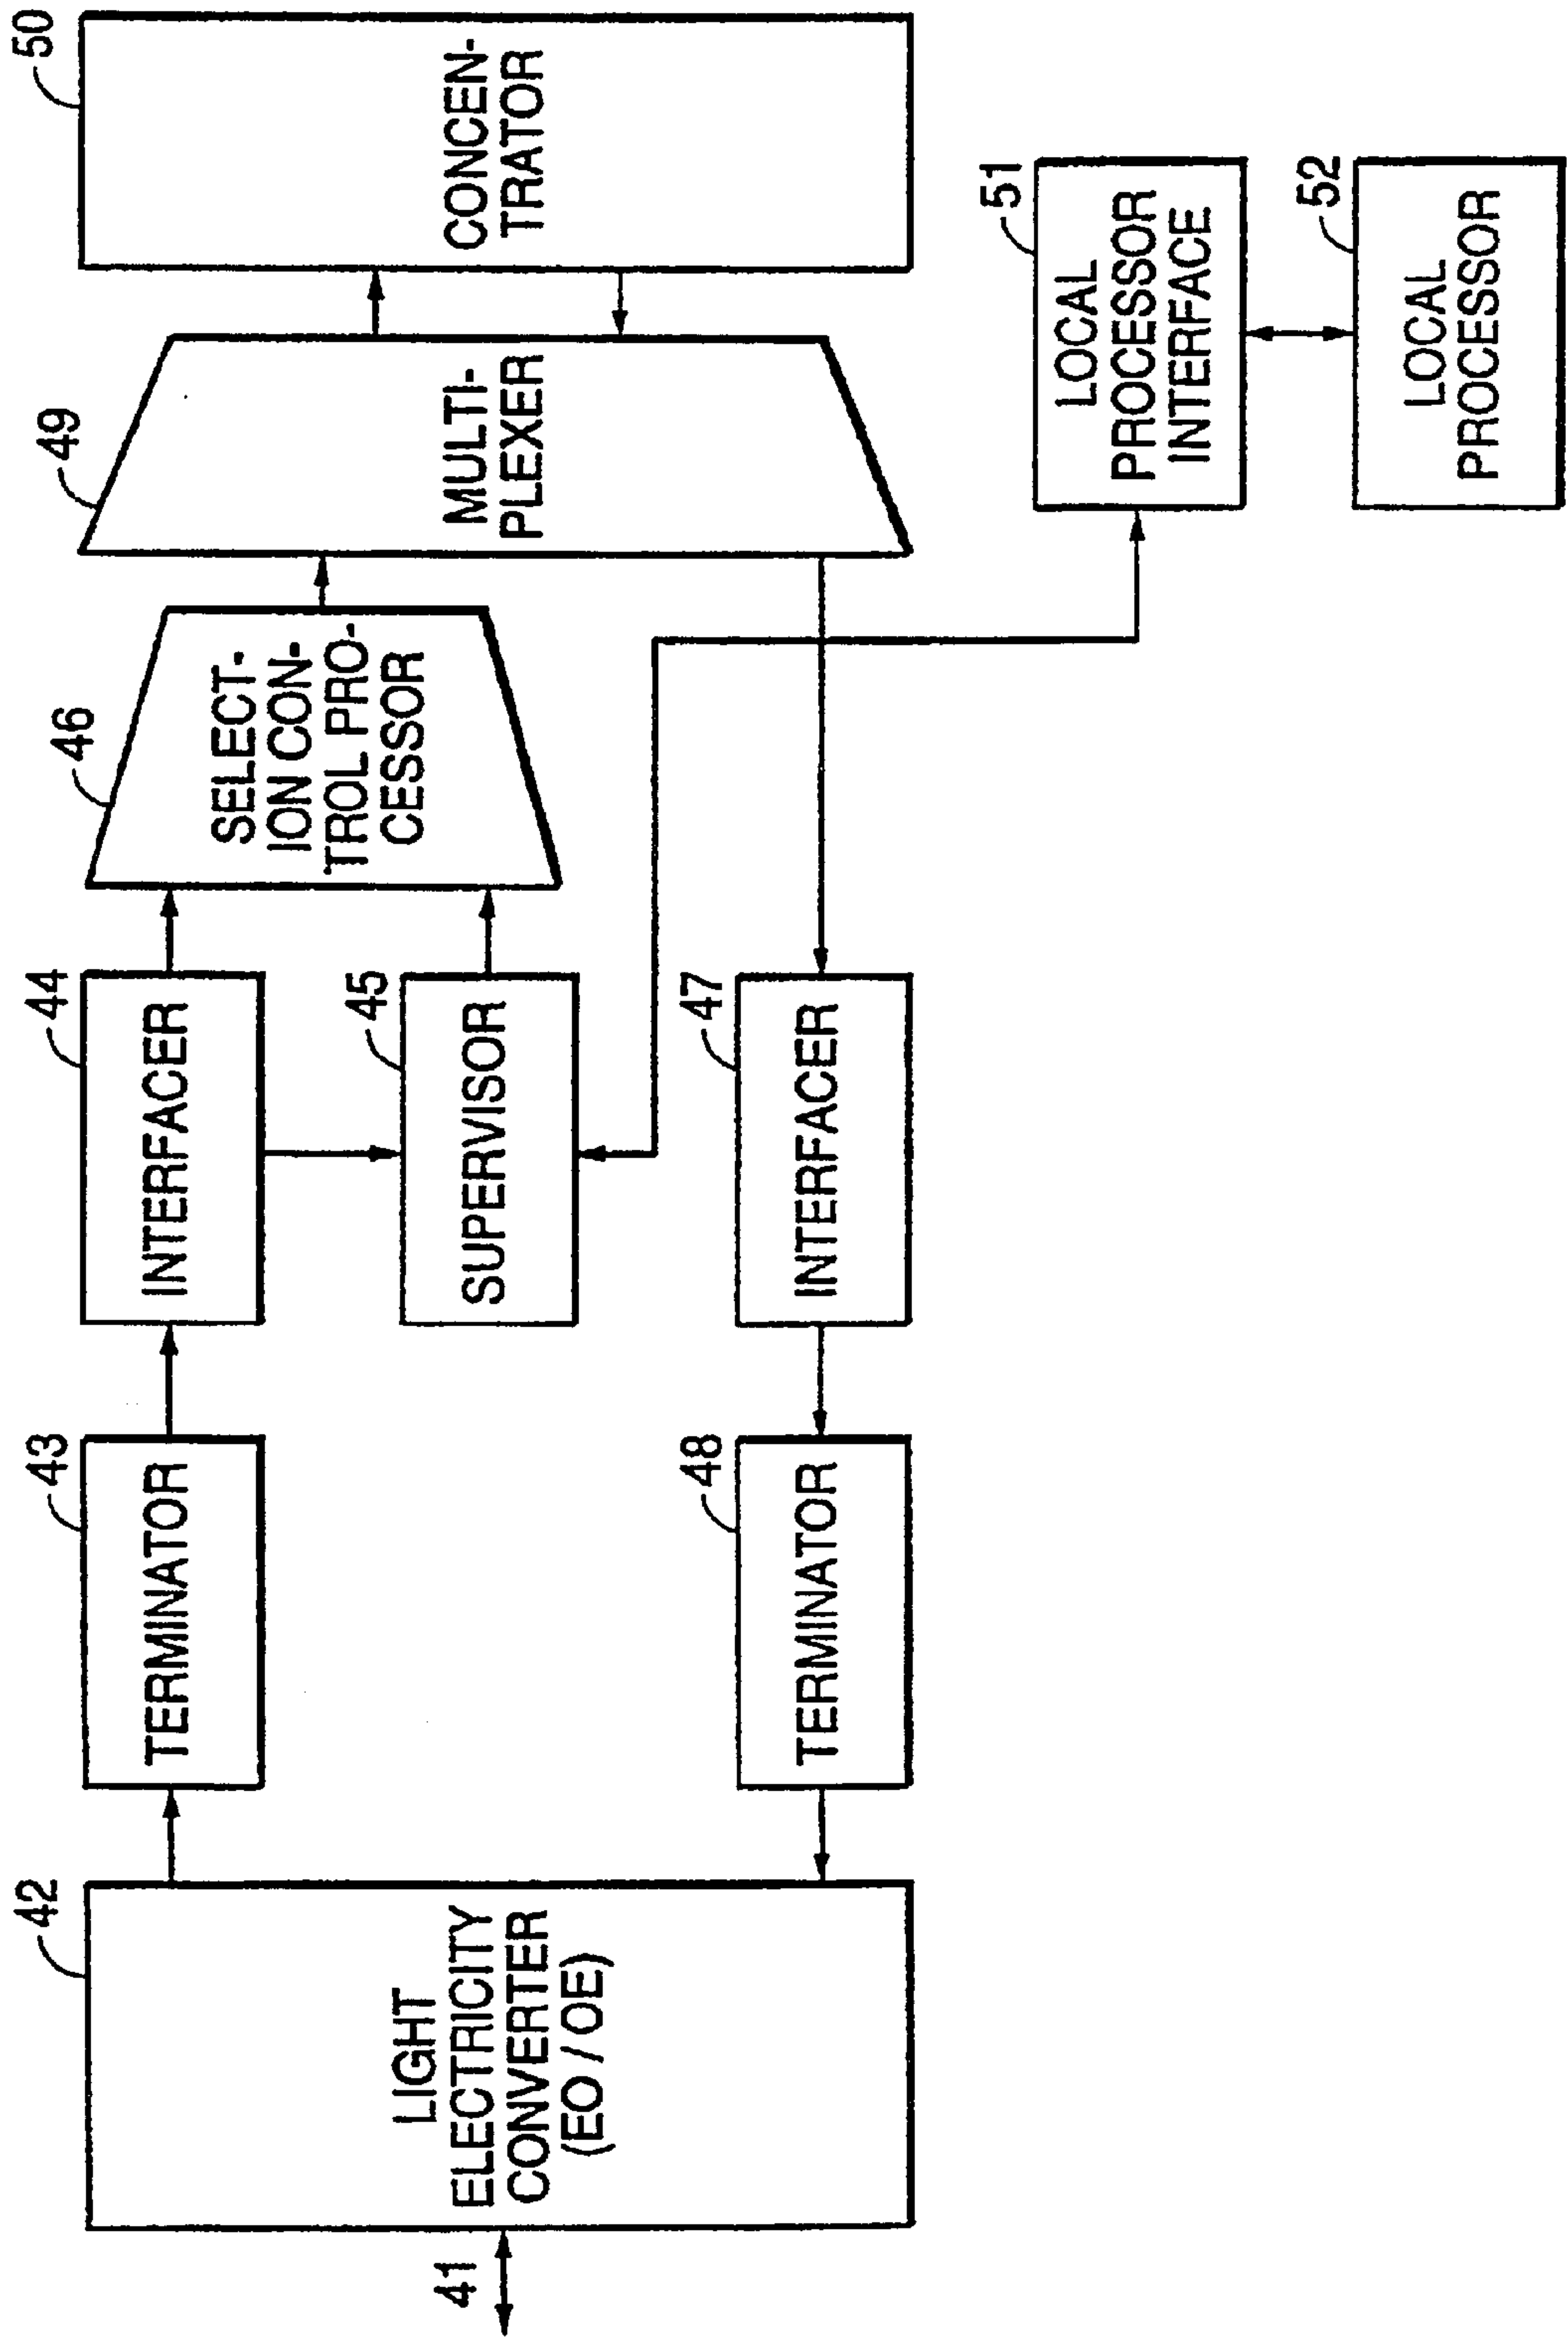 41
42
LIGHT
ELECTRICITY
CONVERTER
(EO / OE)
43
TERMINATOR
44
INTERFACER
45
SUPERVISOR
46
SELECT-
ION CON-
TROL PRO-
CESSOR
47
INTERFACER
48
TERMINATOR
49
MULTI-
PLEXER
50
CONCEN-
TRATOR
51
LOCAL
PROCESSOR
INTERFACE
52
LOCAL
PROCESSOR